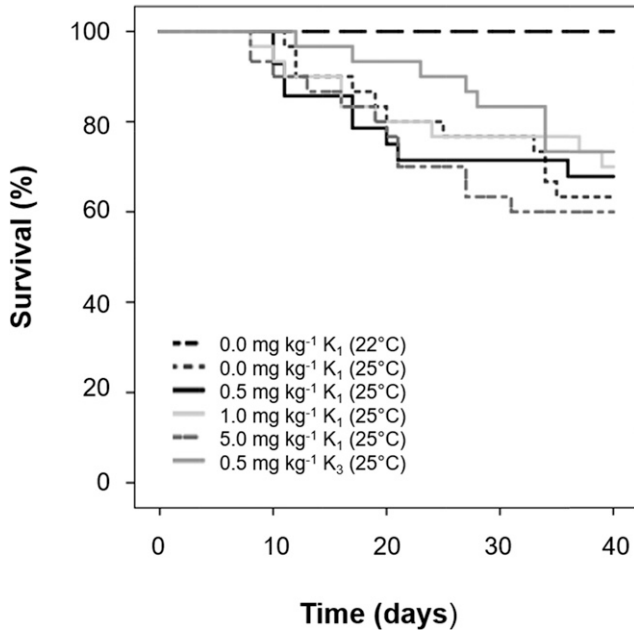 100
80
60
40
20
0
Survival (%)
0.0 mg kg⁻¹ K₁ (22°C)
0.0 mg kg⁻¹ K₁ (25°C)
0.5 mg kg⁻¹ K₁ (25°C)
1.0 mg kg⁻¹ K₁ (25°C)
5.0 mg kg⁻¹ K₁ (25°C)
0.5 mg kg⁻¹ K₃ (25°C)
0 10 20 30 40
Time (days)